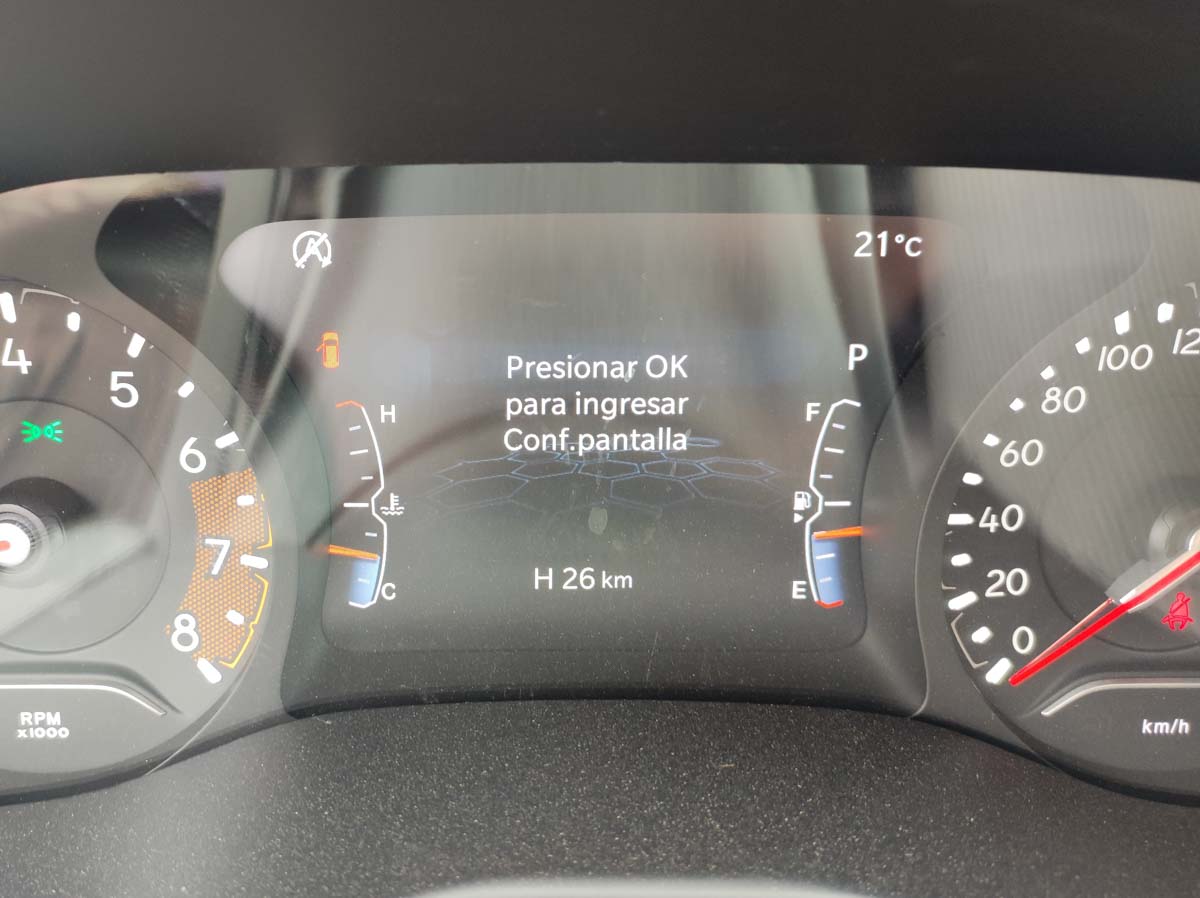 21°C
Presionar OK
para ingresar
Conf.pantalla
P
H
C
F
E
H 26 km
4
5
6
7
8
RPM
x1000
0
20
40
60
80
100
12
km/h